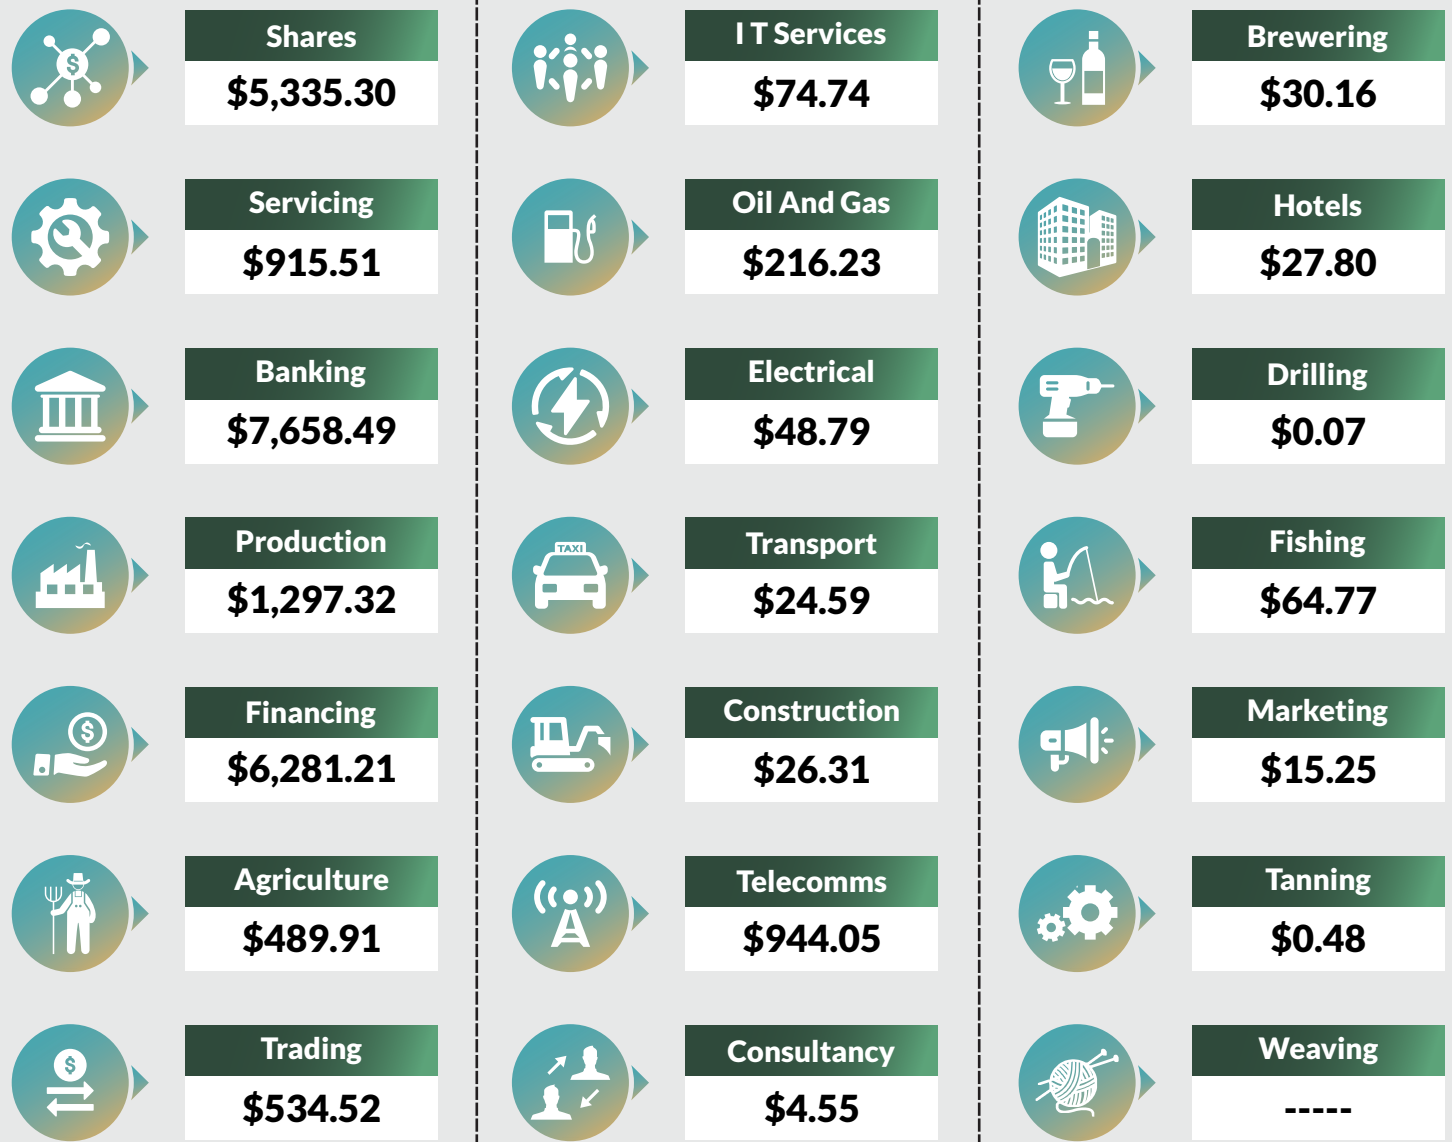 Shares
$5,335.30
Servicing
$915.51
Banking
$7,658.49
Production
$1,297.32
Financing
$6,281.21
Agriculture
$489.91
Trading
$534.52
I T Services
$74.74
Oil And Gas
$216.23
Electrical
$48.79
TAXI
Transport
$24.59
Construction
$26.31
Telecomms
$944.05
Consultancy
$4.55
Brewering
$30.16
Hotels
$27.80
Drilling
$0.07
Fishing
$64.77
Marketing
$15.25
Tanning
$0.48
Weaving
-----